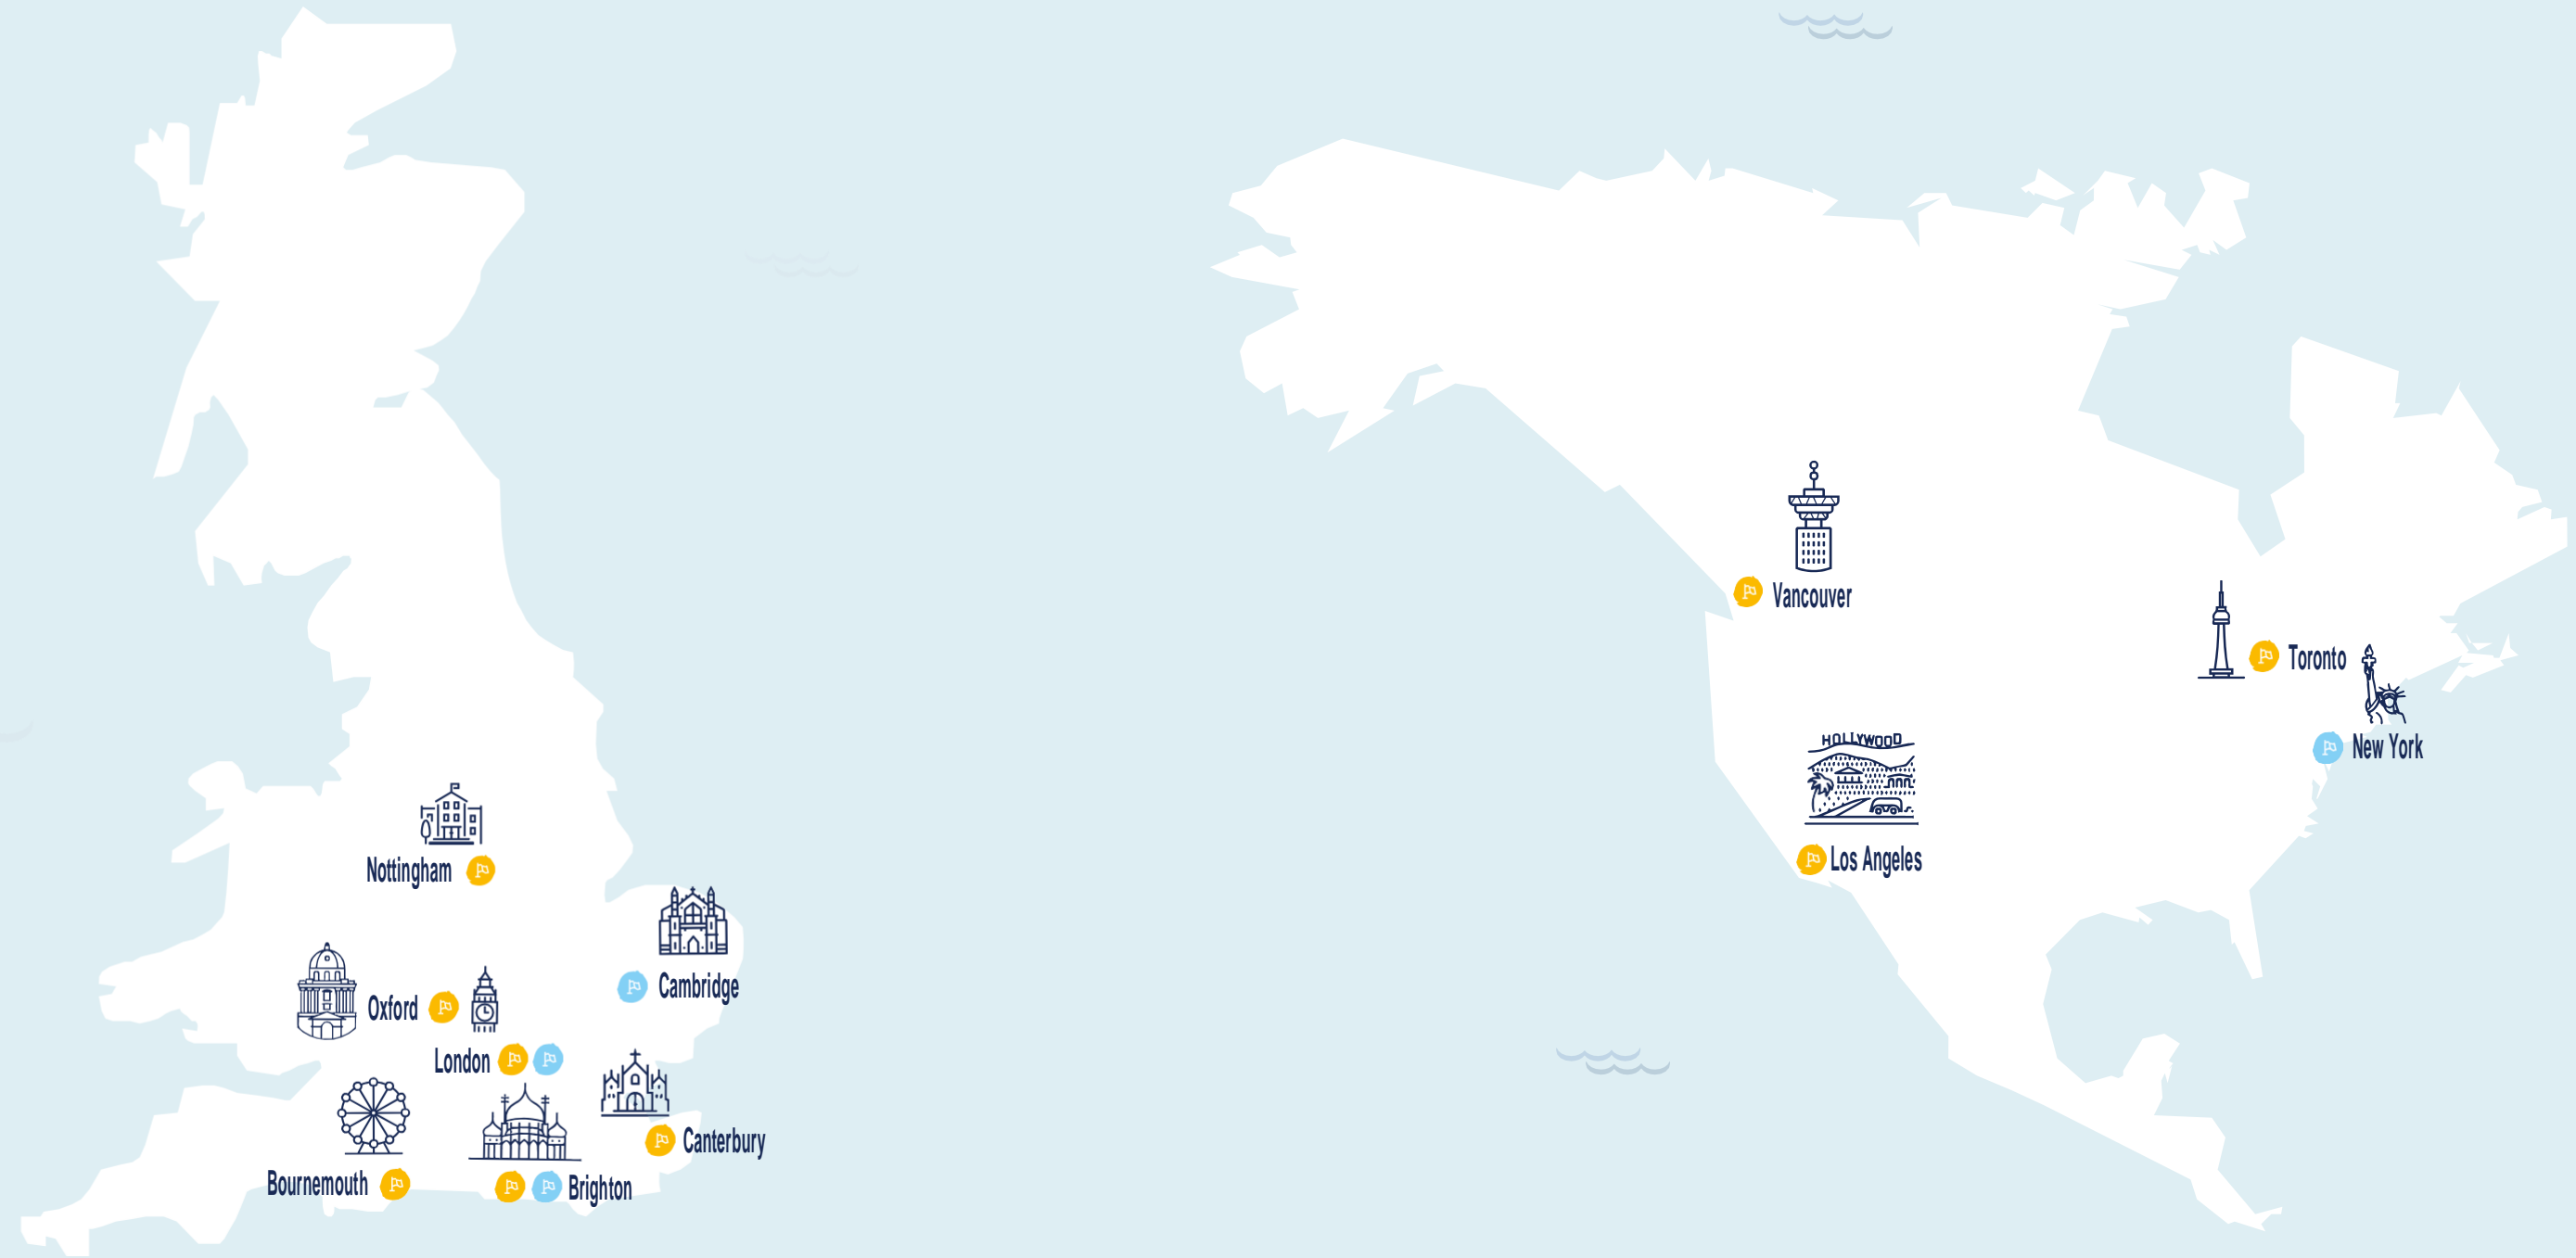 Vancouver
Toronto
New York
HOLLYWOOD
Los Angeles
Nottingham
Cambridge
Oxford
London
Canterbury
Bournemouth
Brighton